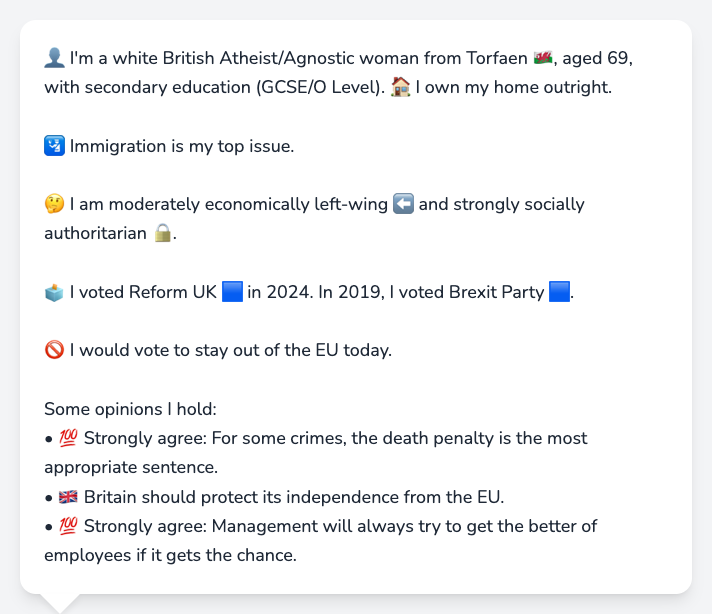 👤 I'm a white British Atheist/Agnostic woman from Torfaen 🏴󠁧󠁢󠁷󠁬󠁳󠁿, aged 69,
with secondary education (GCSE/O Level). 🏠 I own my home outright.
🛂 Immigration is my top issue.
🤔 I am moderately economically left-wing ⬅️ and strongly socially
authoritarian 🔒.
🗳️ I voted Reform UK 🟦 in 2024. In 2019, I voted Brexit Party 🟦.
🚫 I would vote to stay out of the EU today.
Some opinions I hold:
• 💯 Strongly agree: For some crimes, the death penalty is the most
appropriate sentence.
• 🇬🇧 Britain should protect its independence from the EU.
• 💯 Strongly agree: Management will always try to get the better of
employees if it gets the chance.